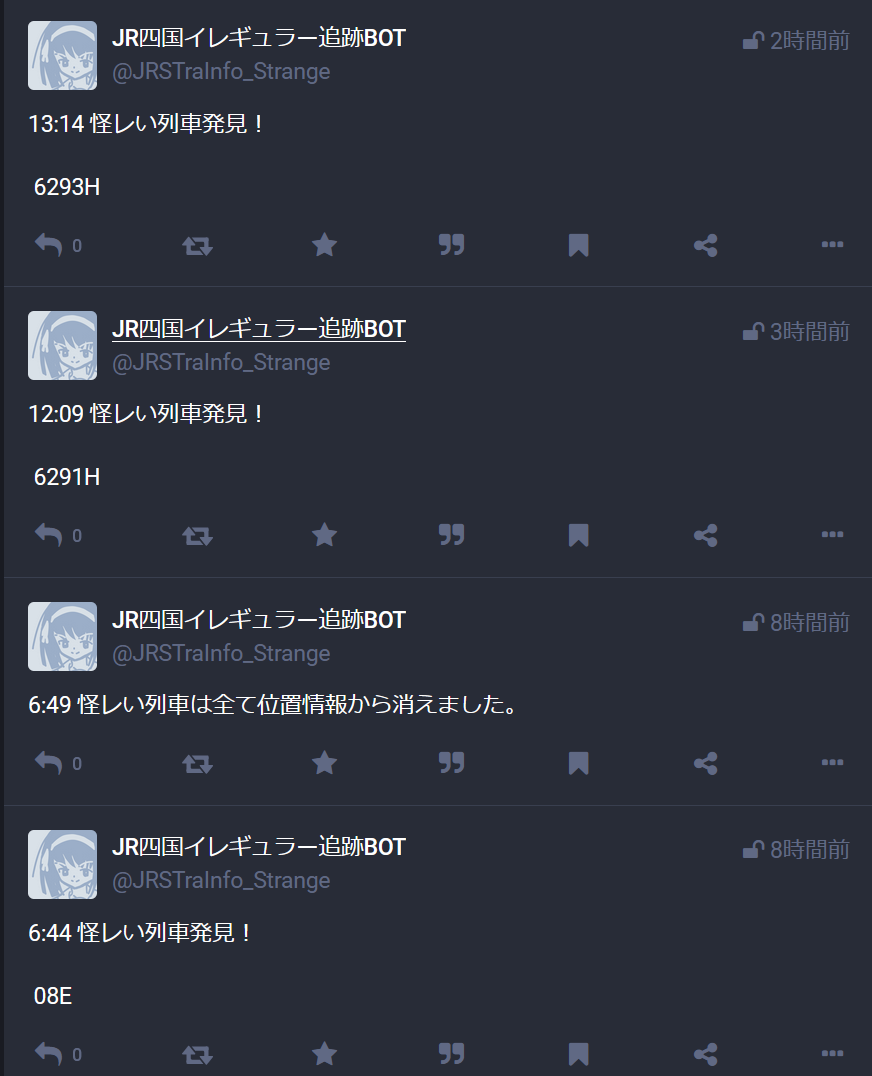 JR四国イレギュラー追跡BOT
2時間前
@JRSTraInfo_Strange
13:14 怪レい列車発見！
6293H
0
JR四国イレギュラー追跡BOT
3時間前
@JRSTraInfo_Strange
12:09 怪レい列車発見！
6291H
0
JR四国イレギュラー追跡BOT
8時間前
@JRSTraInfo_Strange
6:49 怪レい列車は全て位置情報から消えました。
0
JR四国イレギュラー追跡BOT
8時間前
@JRSTraInfo_Strange
6:44 怪レい列車発見！
08E
0